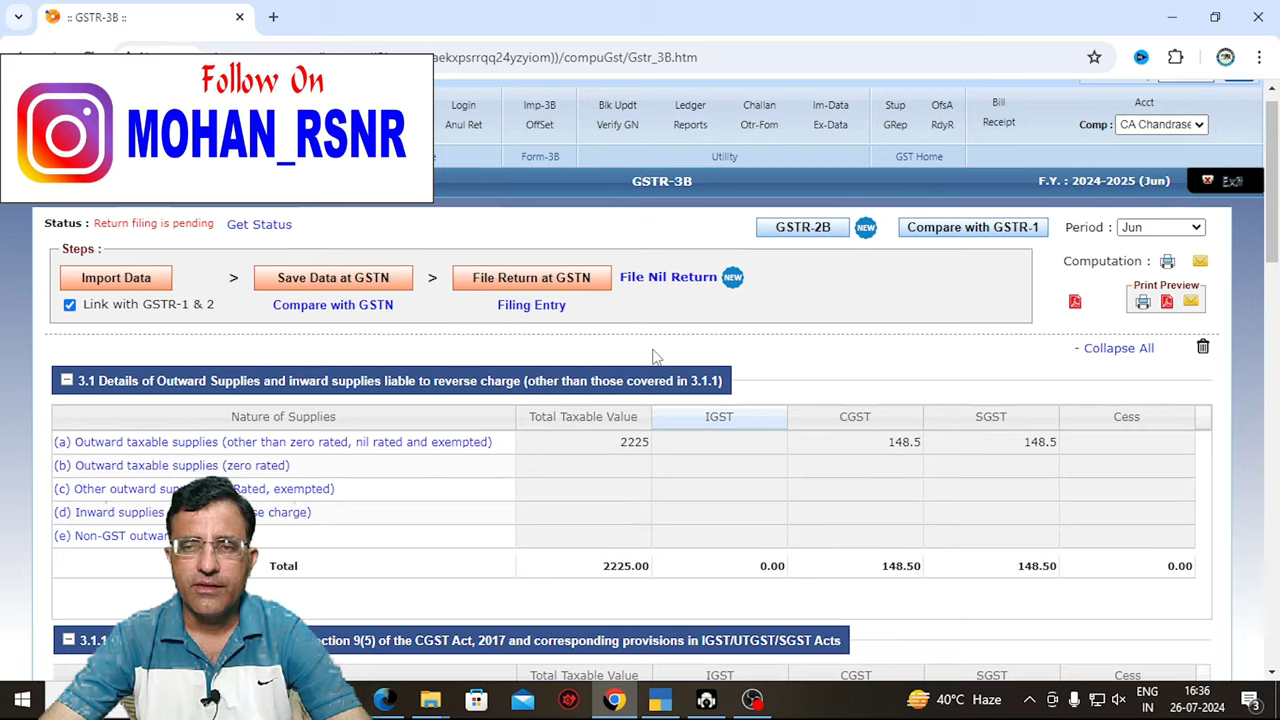 :: GSTR-3B ::
aekxpsrrqq24yzyiom))/compuGst/Gstr_3B.htm
Follow On
MOHAN_RSNR
Login
Anul Ret
Imp-3B
OffSet
Form-3B
Blk Updt
Verify GN
Ledger
Reports
Challan
Otr-Fom
Im-Data
Ex-Data
Utility
Stup
GRep
OfsA
RdyR
GST Home
Bill
Receipt
Acct
Comp : CA Chandrase
GSTR-3B
F.Y. : 2024-2025 (Jun)
Exit
Status : Return filing is pending Get Status
GSTR-2B NEW Compare with GSTR-1 Period : Jun
Steps :
Import Data > Save Data at GSTN > File Return at GSTN File Nil Return NEW
Link with GSTR-1 & 2 Compare with GSTN Filing Entry
Computation :
Print Preview
- Collapse All
3.1 Details of Outward Supplies and inward supplies liable to reverse charge (other than those covered in 3.1.1)
Nature of Supplies Total Taxable Value IGST CGST SGST Cess
(a) Outward taxable supplies (other than zero rated, nil rated and exempted) 2225 148.5 148.5
(b) Outward taxable supplies (zero rated)
(c) Other outward sup Rated, exempted)
(d) Inward supplies se charge)
(e) Non-GST outwar
Total 2225.00 0.00 148.50 148.50 0.00
3.1.1 ction 9(5) of the CGST Act, 2017 and corresponding provisions in IGST/UTGST/SGST Acts
Total Taxable Value IGST CGST SGST Cess
40°C Haze
ENG
IN
16:36
26-07-2024
3